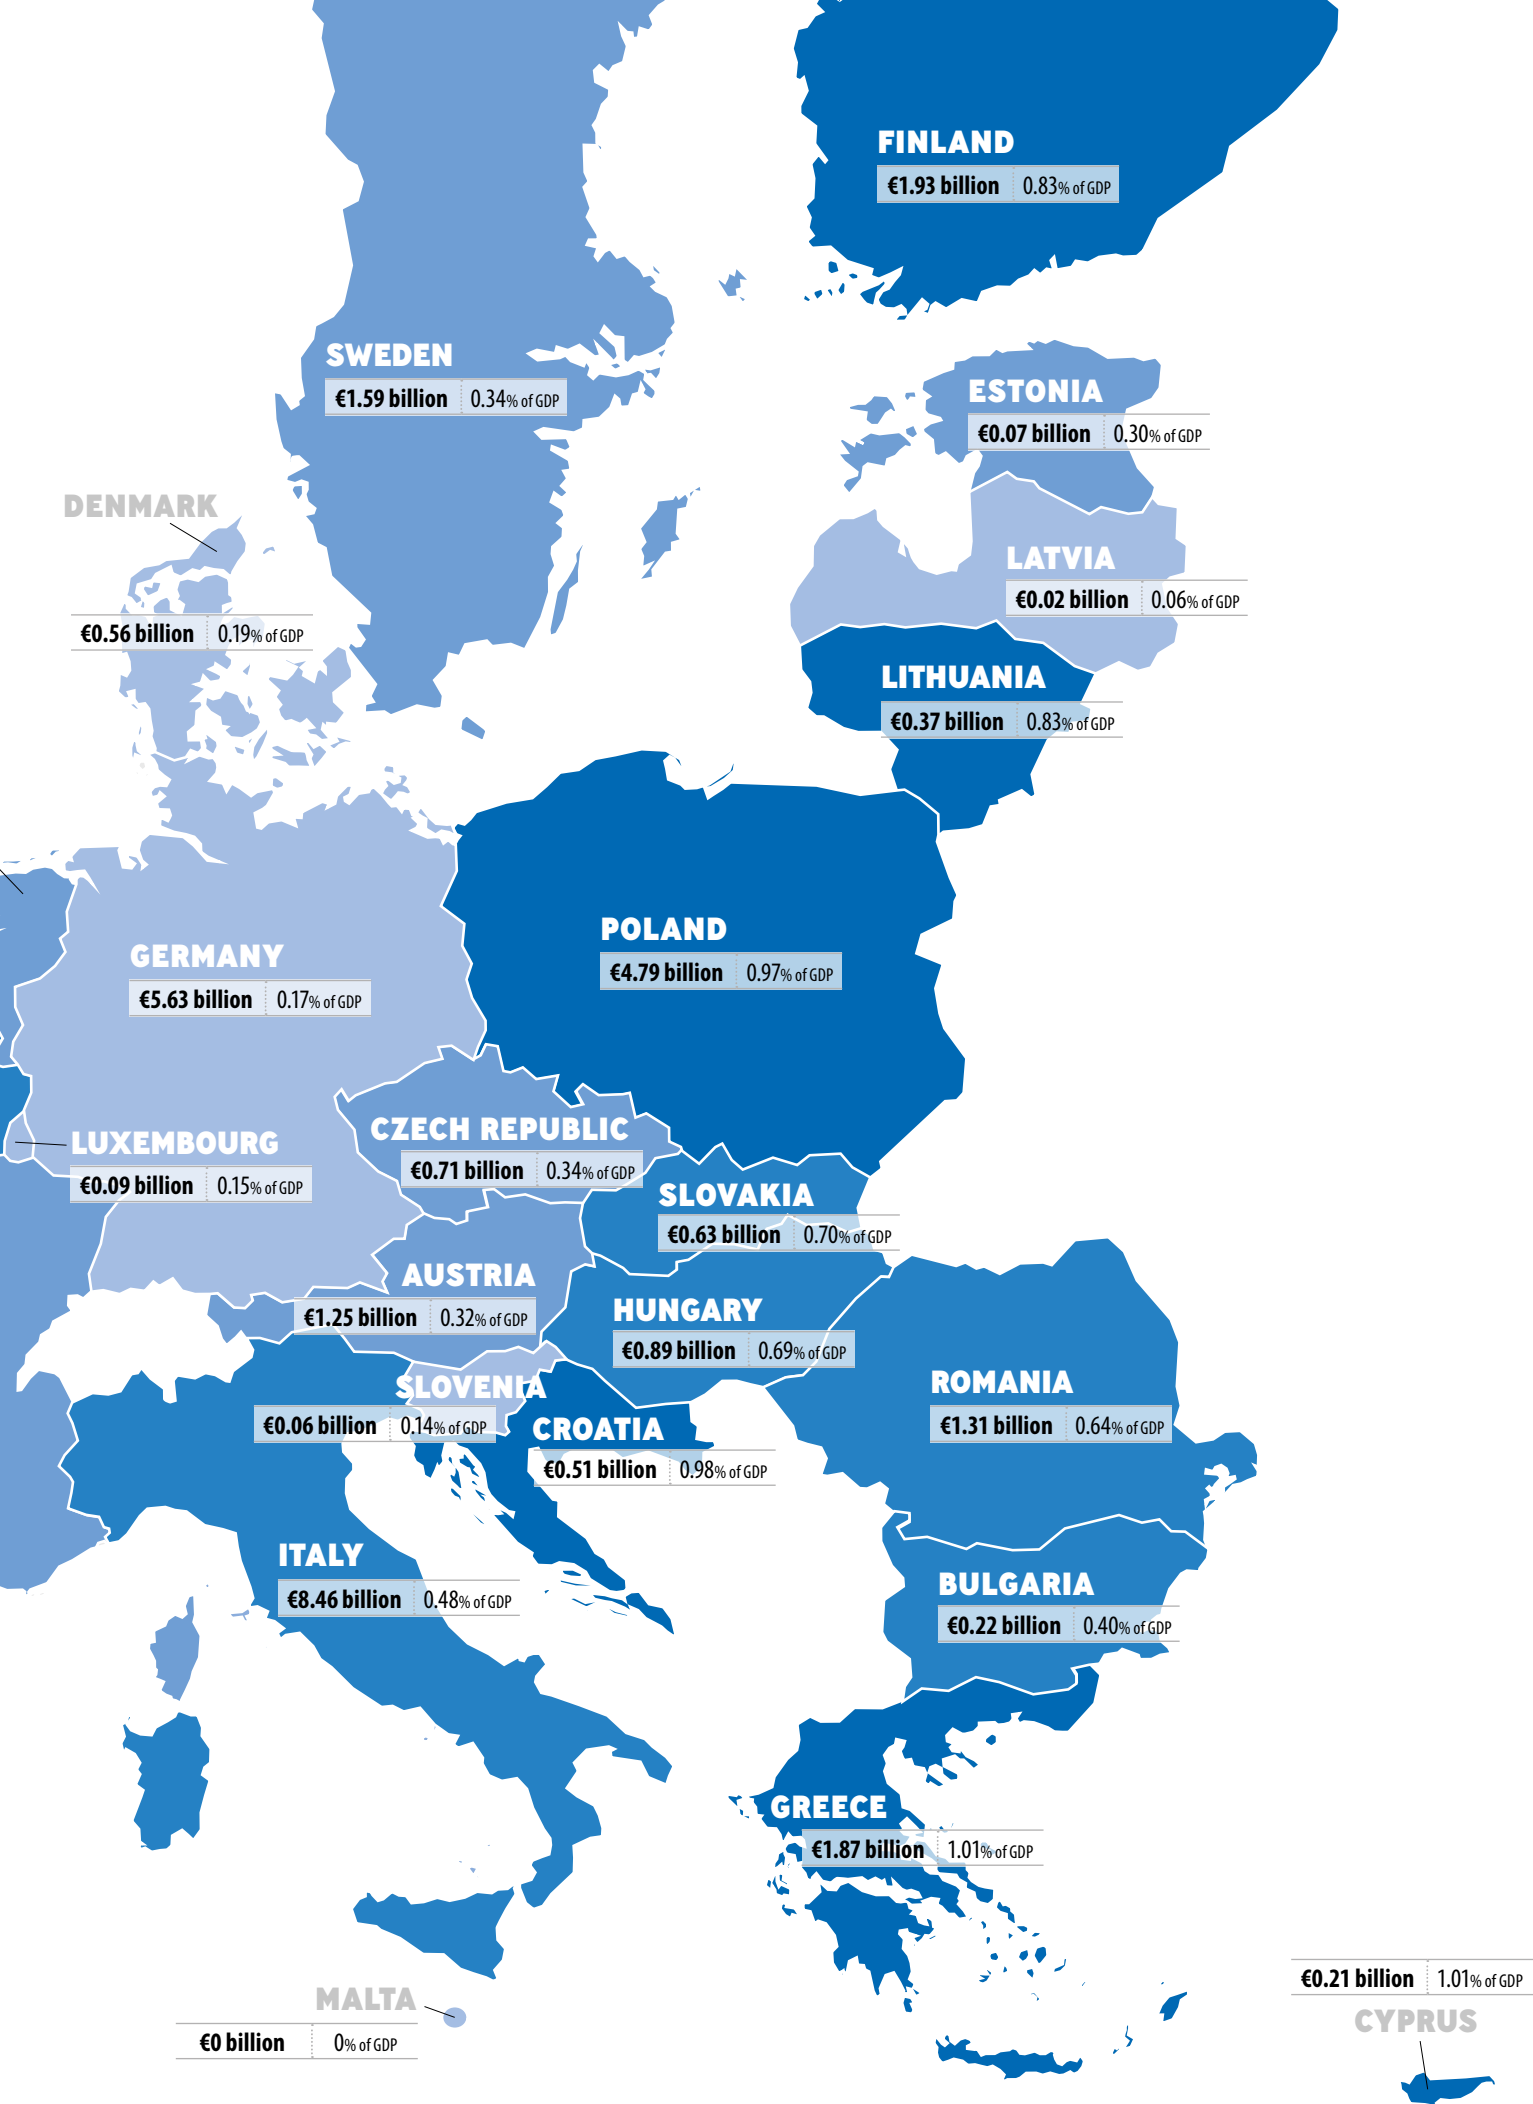 FINLAND
€1.93 billion 0.83% of GDP
SWEDEN
€1.59 billion 0.34% of GDP
ESTONIA
€0.07 billion 0.30% of GDP
DENMARK
€0.56 billion 0.19% of GDP
LATVIA
€0.02 billion 0.06% of GDP
LITHUANIA
€0.37 billion 0.83% of GDP
POLAND
€4.79 billion 0.97% of GDP
GERMANY
€5.63 billion 0.17% of GDP
CZECH REPUBLIC
€0.71 billion 0.34% of GDP
LUXEMBOURG
€0.09 billion 0.15% of GDP
SLOVAKIA
€0.63 billion 0.70% of GDP
AUSTRIA
€1.25 billion 0.32% of GDP
HUNGARY
€0.89 billion 0.69% of GDP
ROMANIA
€1.31 billion 0.64% of GDP
SLOVENIA
€0.06 billion 0.14% of GDP
CROATIA
€0.51 billion 0.98% of GDP
ITALY
€8.46 billion 0.48% of GDP
BULGARIA
€0.22 billion 0.40% of GDP
GREECE
€1.87 billion 1.01% of GDP
€0.21 billion 1.01% of GDP
CYPRUS
MALTA
€0 billion 0% of GDP